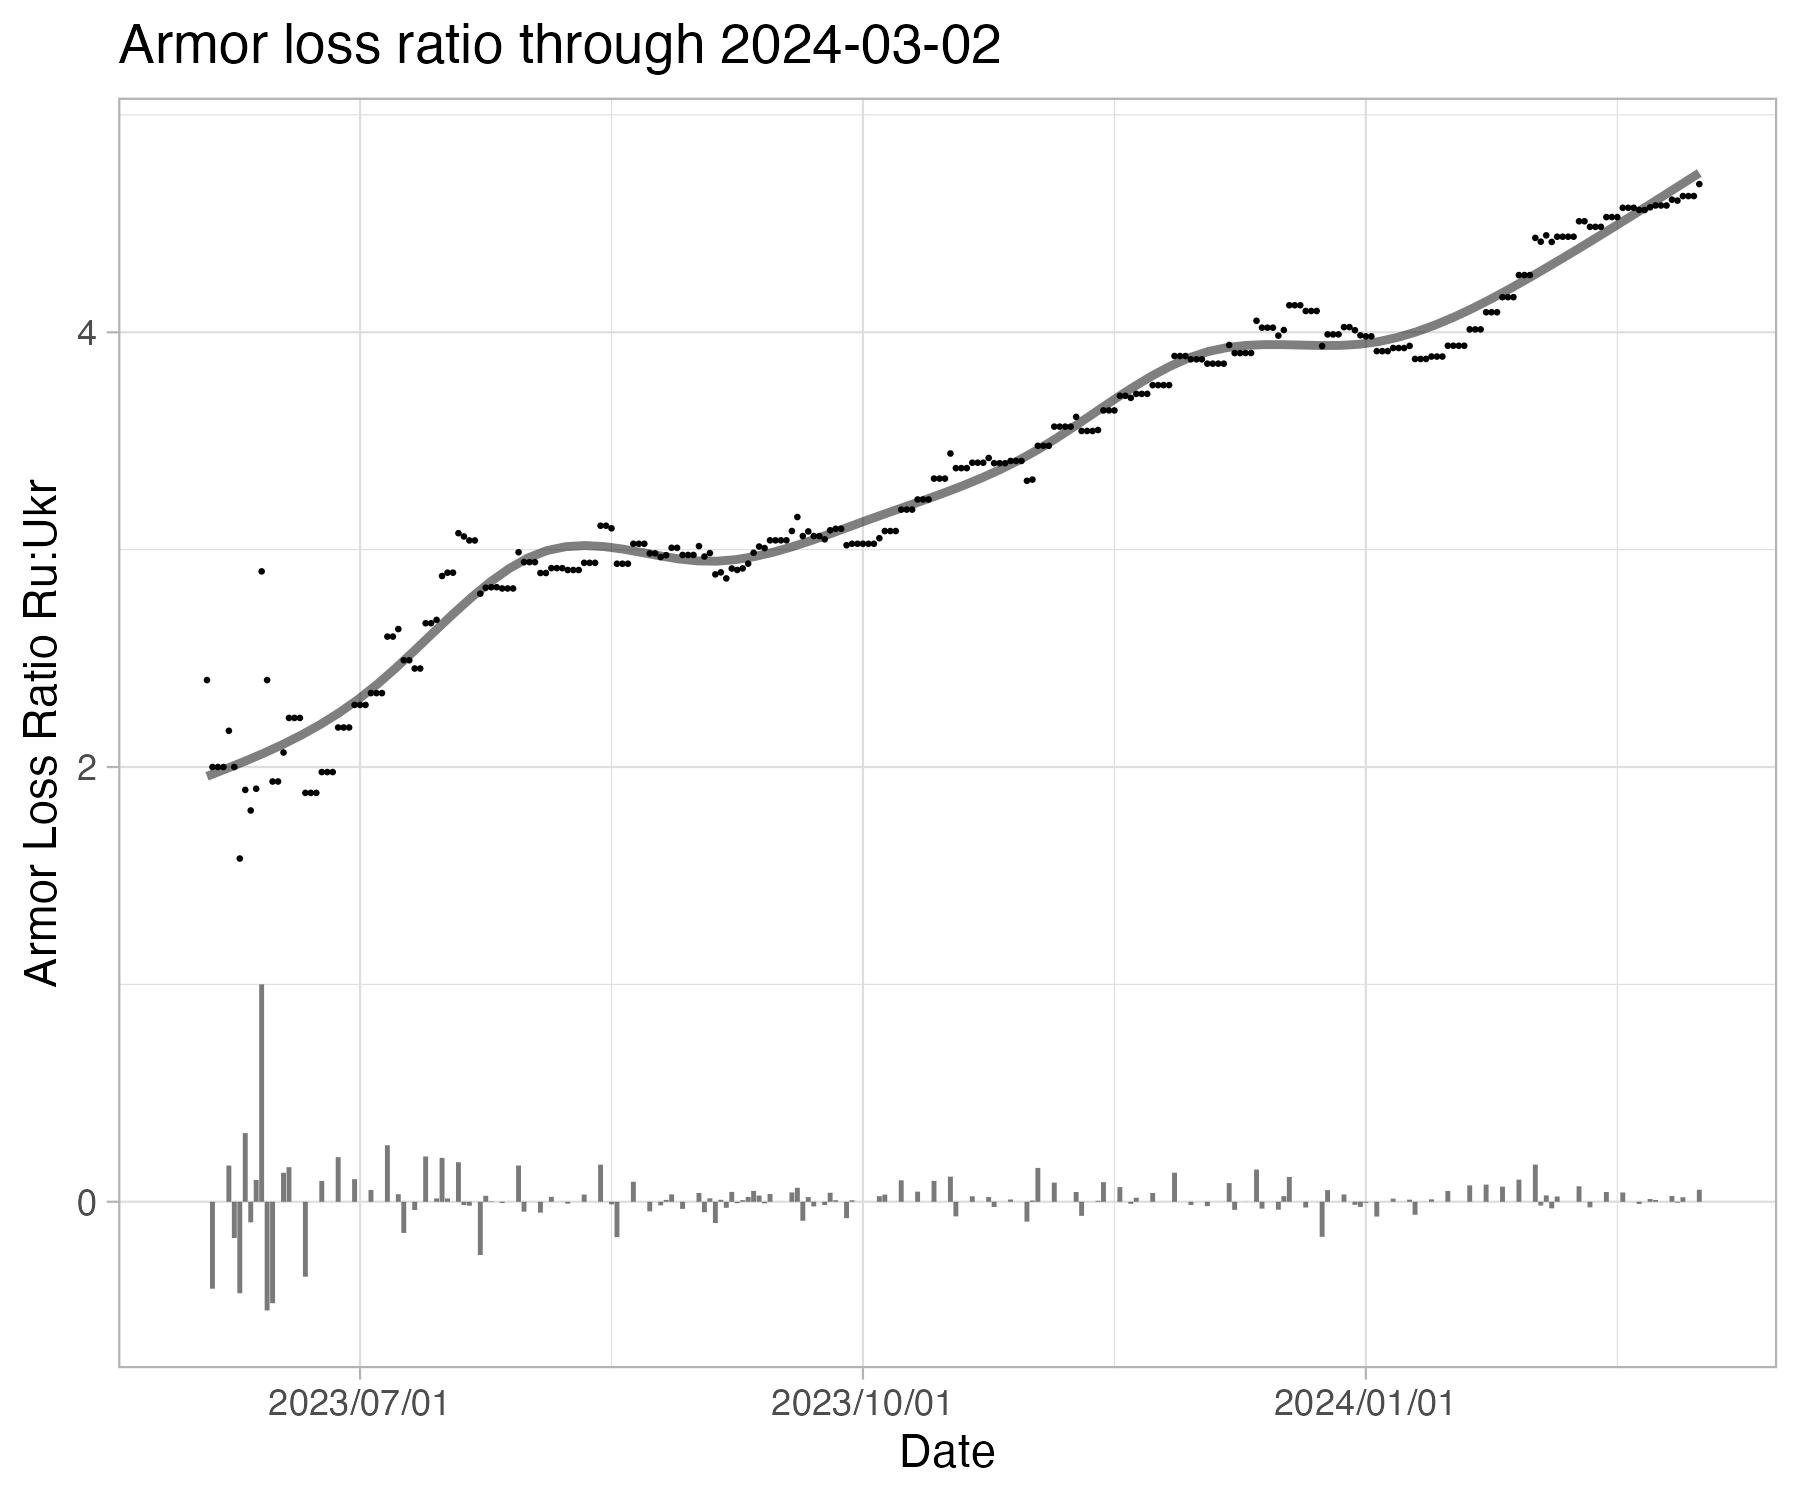 Armor loss ratio through 2024-03-02
Armor Loss Ratio Ru:Ukr
4
2
0
2023/07/01
2023/10/01
2024/01/01
Date